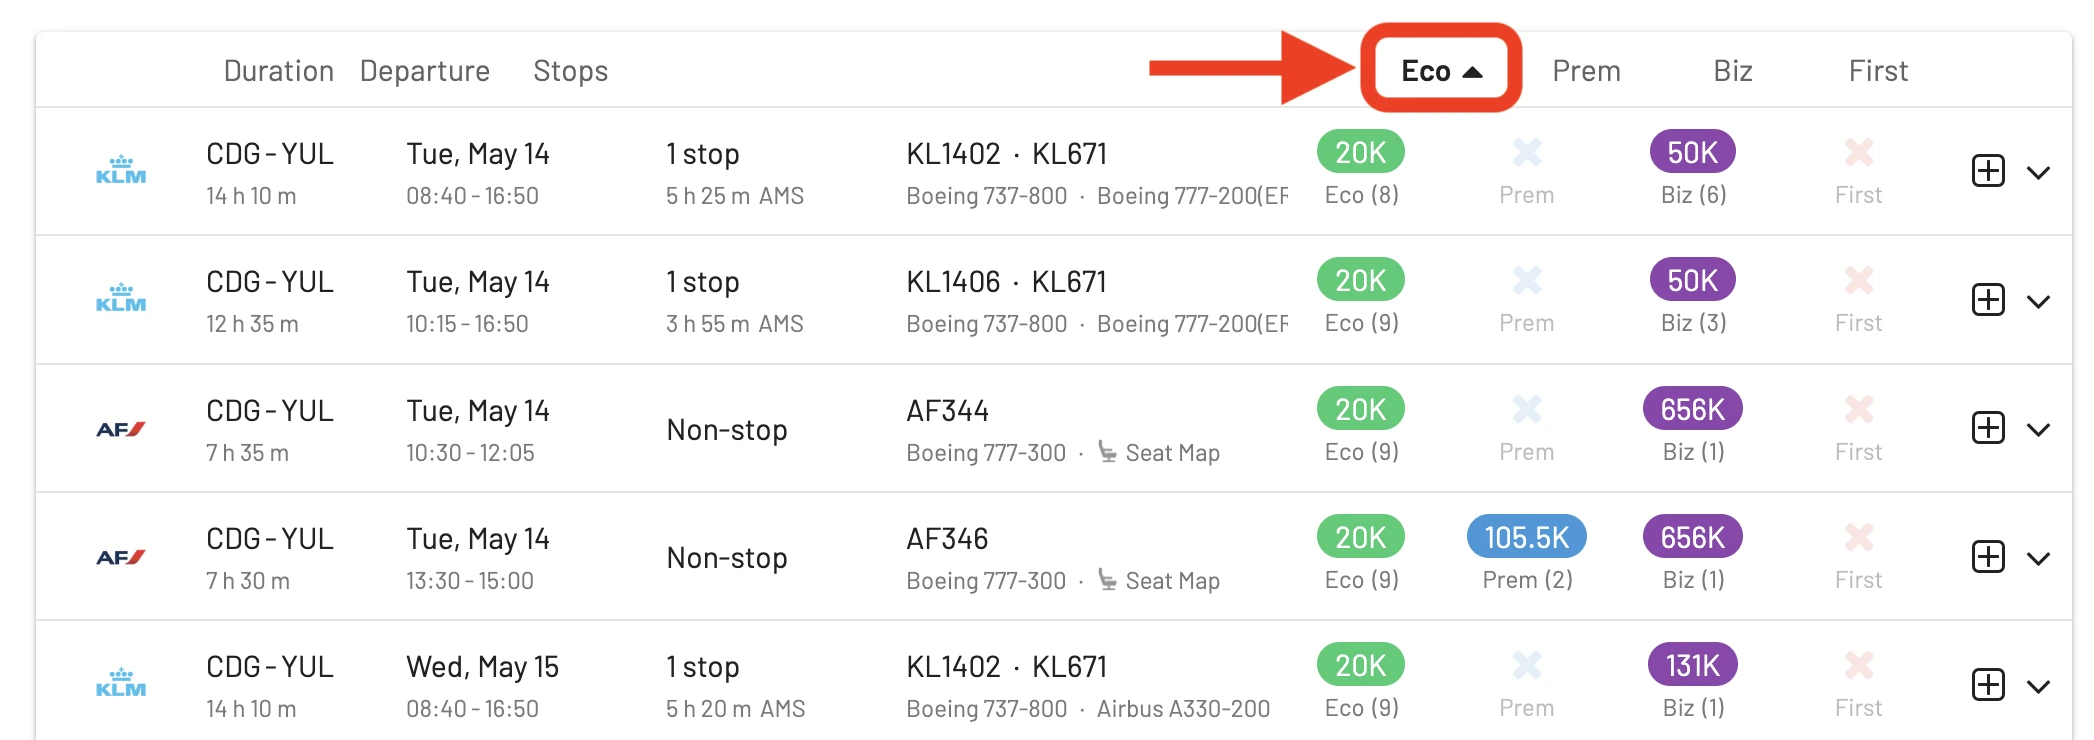 Duration Departure Stops Eco Prem Biz First
KLM CDG-YUL Tue, May 14 1 stop KL1402 · KL671 20K 50K
14 h 10 m 08:40 - 16:50 5 h 25 m AMS Boeing 737-800 · Boeing 777-200(ER Eco (8) Prem Biz (6) First
KLM CDG-YUL Tue, May 14 1 stop KL1406 · KL671 20K 50K
12 h 35 m 10:15 - 16:50 3 h 55 m AMS Boeing 737-800 · Boeing 777-200(ER Eco (9) Prem Biz (3) First
AF CDG-YUL Tue, May 14 Non-stop AF344 20K 656K
7 h 35 m 10:30 - 12:05 Boeing 777-300 · Seat Map Eco (9) Prem Biz (1) First
AF CDG-YUL Tue, May 14 Non-stop AF346 20K 105.5K 656K
7 h 30 m 13:30 - 15:00 Boeing 777-300 · Seat Map Eco (9) Prem (2) Biz (1) First
KLM CDG-YUL Wed, May 15 1 stop KL1402 · KL671 20K 131K
14 h 10 m 08:40 - 16:50 5 h 20 m AMS Boeing 737-800 · Airbus A330-200 Eco (9) Prem Biz (1) First